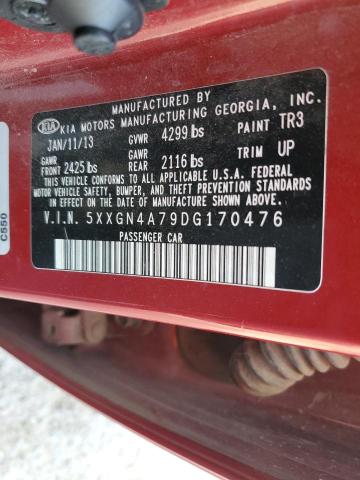 MANUFACTURED BY
KIA KIA MOTORS MANUFACTURING GEORGIA, INC.
JAN/11/13 GVWR 4299 lbs PAINT TR3
GAWR FRONT 2425 lbs GAWR REAR 2116 lbs TRIM UP
THIS VEHICLE CONFORMS TO ALL APPLICABLE FEDERAL
MOTOR VEHICLE SAFETY, BUMPER, AND THEFT PREVENTION STANDARDS
IN EFFECT ON THE DATE OF MANUFACTURE SHOWN ABOVE.
V.I.N. 5XXGN4A79DG170476
PASSENGER CAR
C550